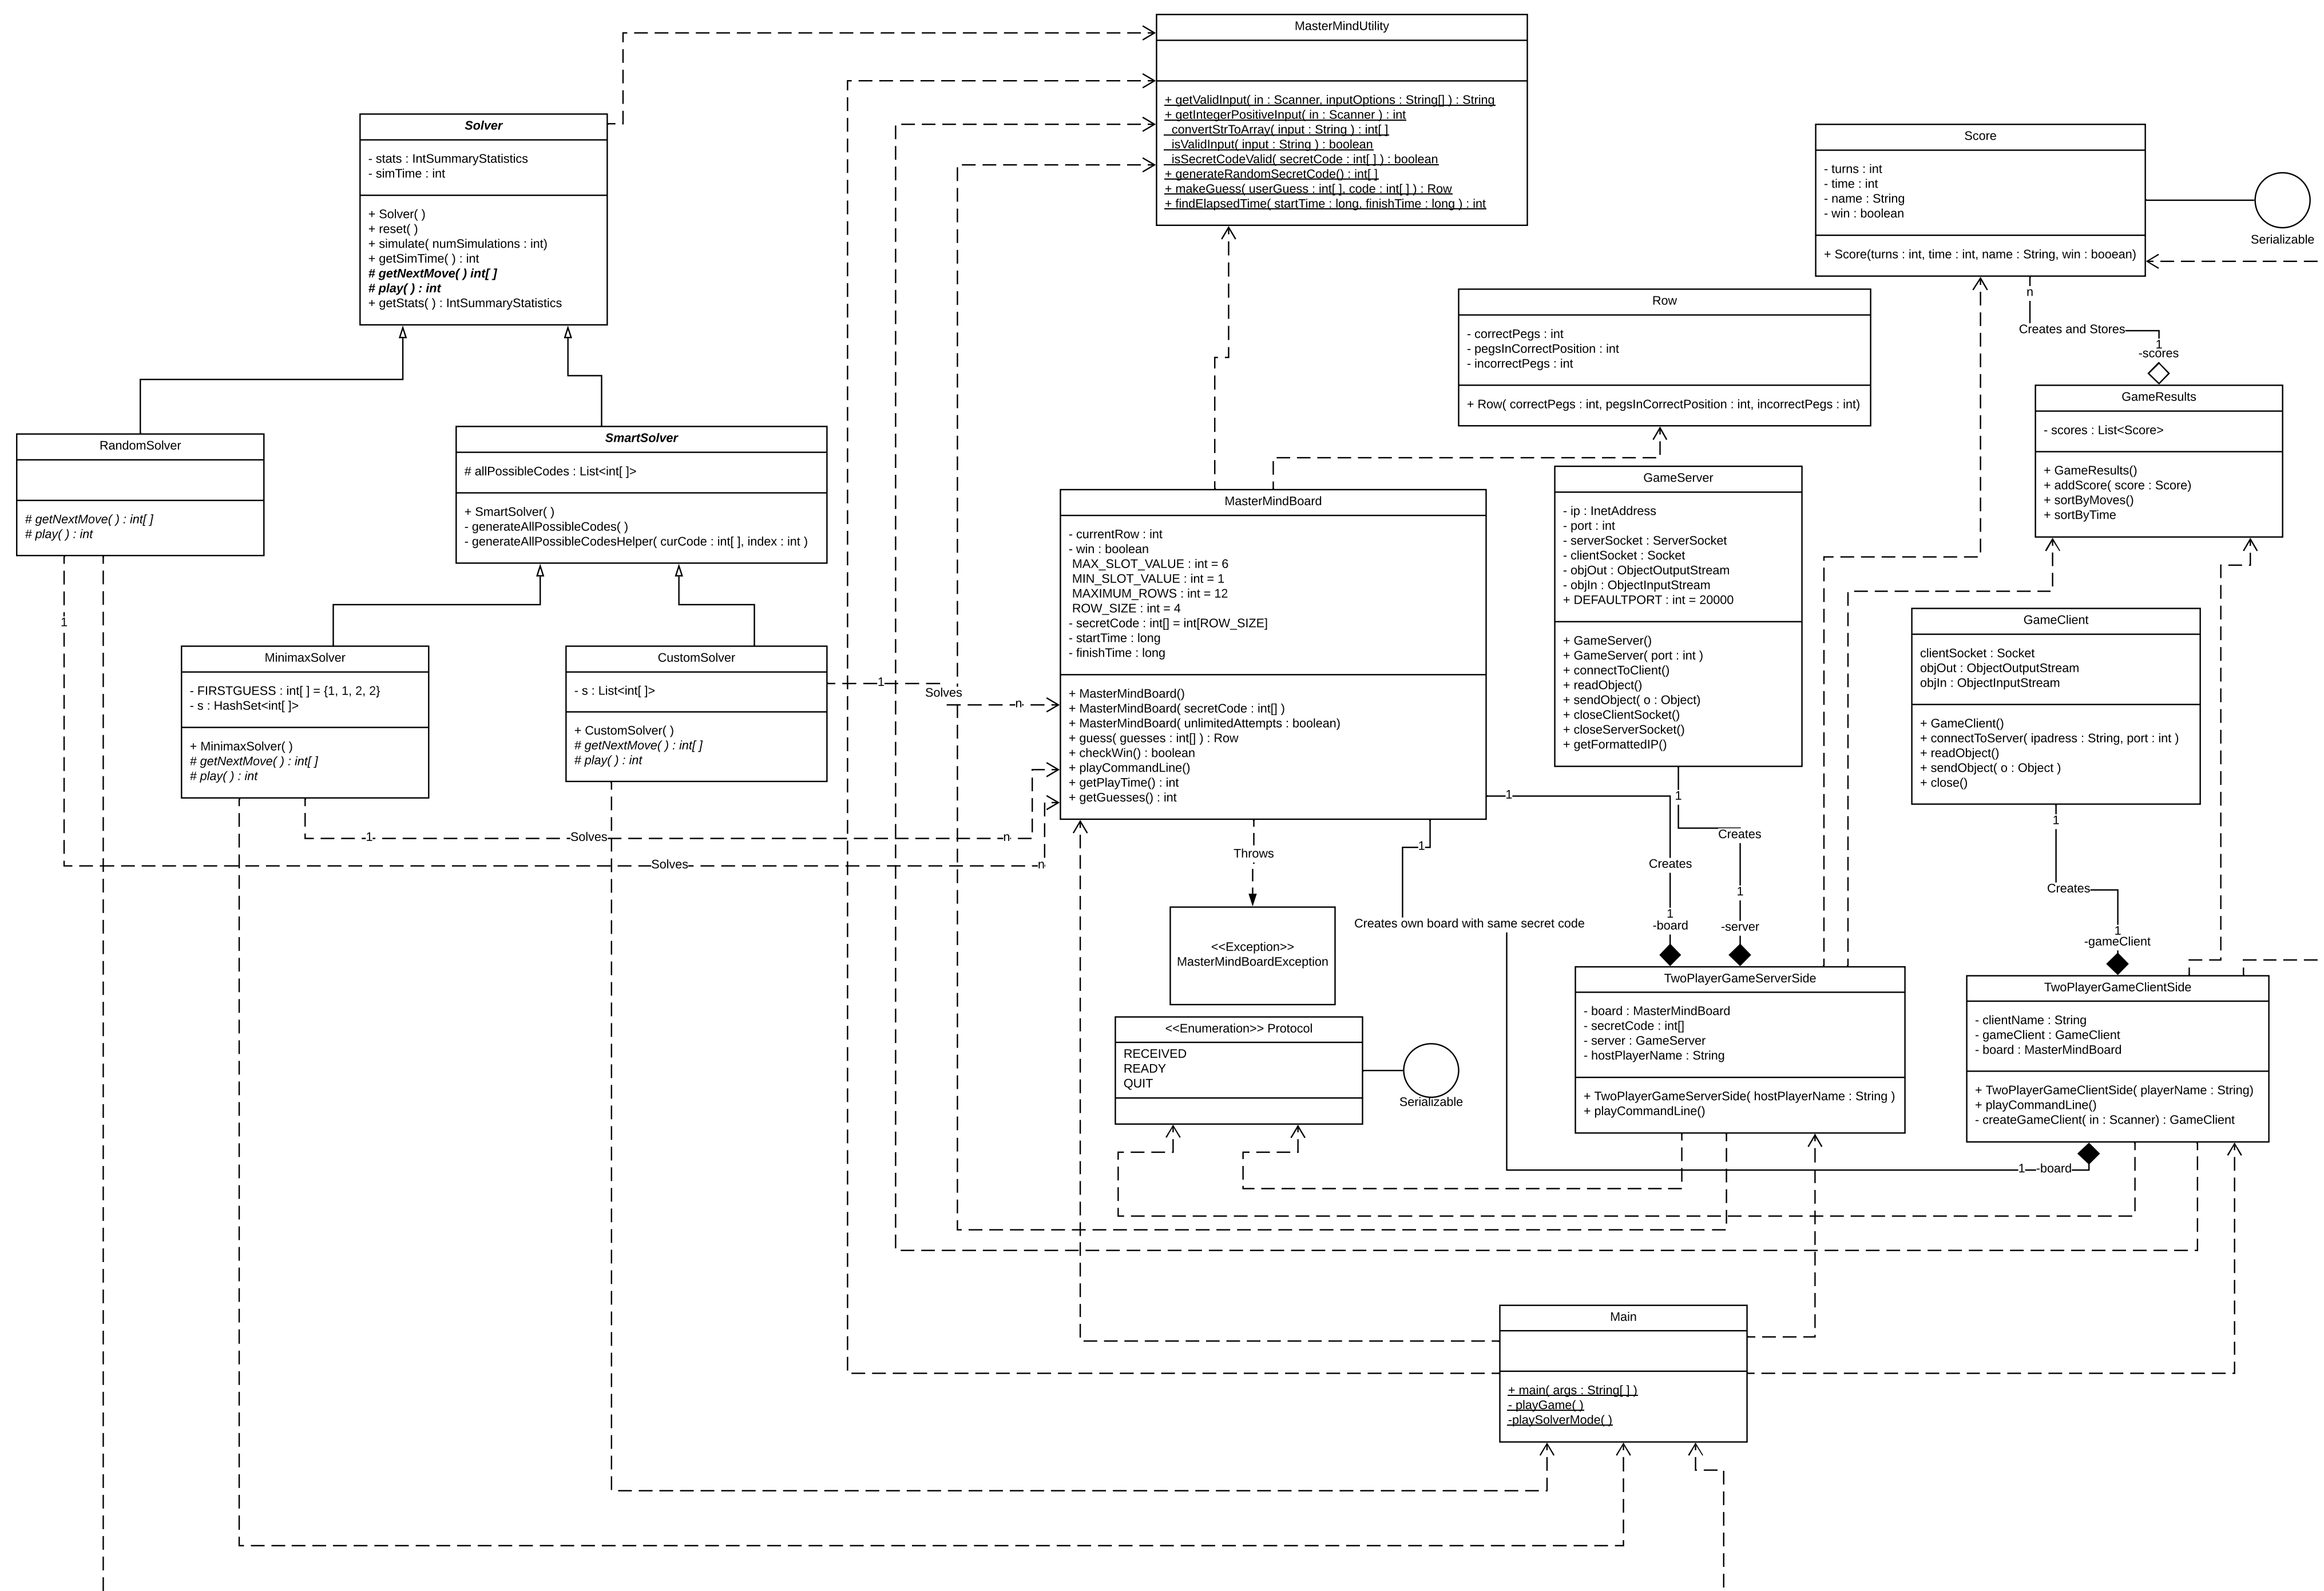 MasterMindUtility
+ getValidInput( in : Scanner, inputOptions : String[] ) : String
+ getIntegerPositiveInput( in : Scanner ) : int
convertStrToArray( input : String ) : int[ ]
isValidInput( input : String ) : boolean
isSecretCodeValid( secretCode : int[ ] ) : boolean
+ generateRandomSecretCode() : int[ ]
+ makeGuess( userGuess : int[ ], code : int[ ] ) : Row
+ findElapsedTime( startTime : long, finishTime : long ) : int
Solver
- stats : IntSummaryStatistics
- simTime : int
+ Solver( )
+ reset( )
+ simulate( numSimulations : int)
+ getSimTime( ) : int
# getNextMove( ) int[ ]
# play( ) : int
+ getStats( ) : IntSummaryStatistics
Score
- turns : int
- time : int
- name : String
- win : boolean
+ Score(turns : int, time : int, name : String, win : booean)
Serializable
n
Creates and Stores
1
-scores
Row
- correctPegs : int
- pegsInCorrectPosition : int
- incorrectPegs : int
+ Row( correctPegs : int, pegsInCorrectPosition : int, incorrectPegs : int)
GameResults
- scores : List<Score>
+ GameResults()
+ addScore( score : Score)
+ sortByMoves()
+ sortByTime
RandomSolver
# getNextMove( ) : int[ ]
# play( ) : int
SmartSolver
# allPossibleCodes : List<int[ ]>
+ SmartSolver( )
- generateAllPossibleCodes( )
- generateAllPossibleCodesHelper( curCode : int[ ], index : int )
MasterMindBoard
- currentRow : int
- win : boolean
MAX_SLOT_VALUE : int = 6
MIN_SLOT_VALUE : int = 1
MAXIMUM_ROWS : int = 12
ROW_SIZE : int = 4
- secretCode : int[] = int[ROW_SIZE]
- startTime : long
- finishTime : long
+ MasterMindBoard()
+ MasterMindBoard( secretCode : int[] )
+ MasterMindBoard( unlimitedAttempts : boolean)
+ guess( guesses : int[] ) : Row
+ checkWin() : boolean
+ playCommandLine()
+ getPlayTime() : int
+ getGuesses() : int
GameServer
- ip : InetAddress
- port : int
- serverSocket : ServerSocket
- clientSocket : Socket
- objOut : ObjectOutputStream
- objIn : ObjectInputStream
+ DEFAULTPORT : int = 20000
+ GameServer()
+ GameServer( port : int )
+ connectToClient()
+ readObject()
+ sendObject( o : Object)
+ closeClientSocket()
+ closeServerSocket()
+ getFormattedIP()
GameClient
clientSocket : Socket
objOut : ObjectOutputStream
objIn : ObjectInputStream
+ GameClient()
+ connectToServer( ipadress : String, port : int )
+ readObject()
+ sendObject( o : Object )
+ close()
1
MinimaxSolver
- FIRSTGUESS : int[ ] = {1, 1, 2, 2}
- s : HashSet<int[ ]>
+ MinimaxSolver( )
# getNextMove( ) : int[ ]
# play( ) : int
CustomSolver
- s : List<int[ ]>
+ CustomSolver( )
# getNextMove( ) : int[ ]
# play( ) : int
1
Solves
n
1
Solves
n
Solves
n
Throws
1
1
Creates
1
-board
1
Creates
1
-server
1
Creates
1
-gameClient
Creates own board with same secret code
<<Exception>>
MasterMindBoardException
<<Enumeration>> Protocol
RECEIVED
READY
QUIT
Serializable
TwoPlayerGameServerSide
- board : MasterMindBoard
- secretCode : int[]
- server : GameServer
- hostPlayerName : String
+ TwoPlayerGameServerSide( hostPlayerName : String )
+ playCommandLine()
TwoPlayerGameClientSide
- clientName : String
- gameClient : GameClient
- board : MasterMindBoard
+ TwoPlayerGameClientSide( playerName : String)
+ playCommandLine()
- createGameClient( in : Scanner) : GameClient
1
-board
Main
+ main( args : String[ ] )
- playGame( )
-playSolverMode( )